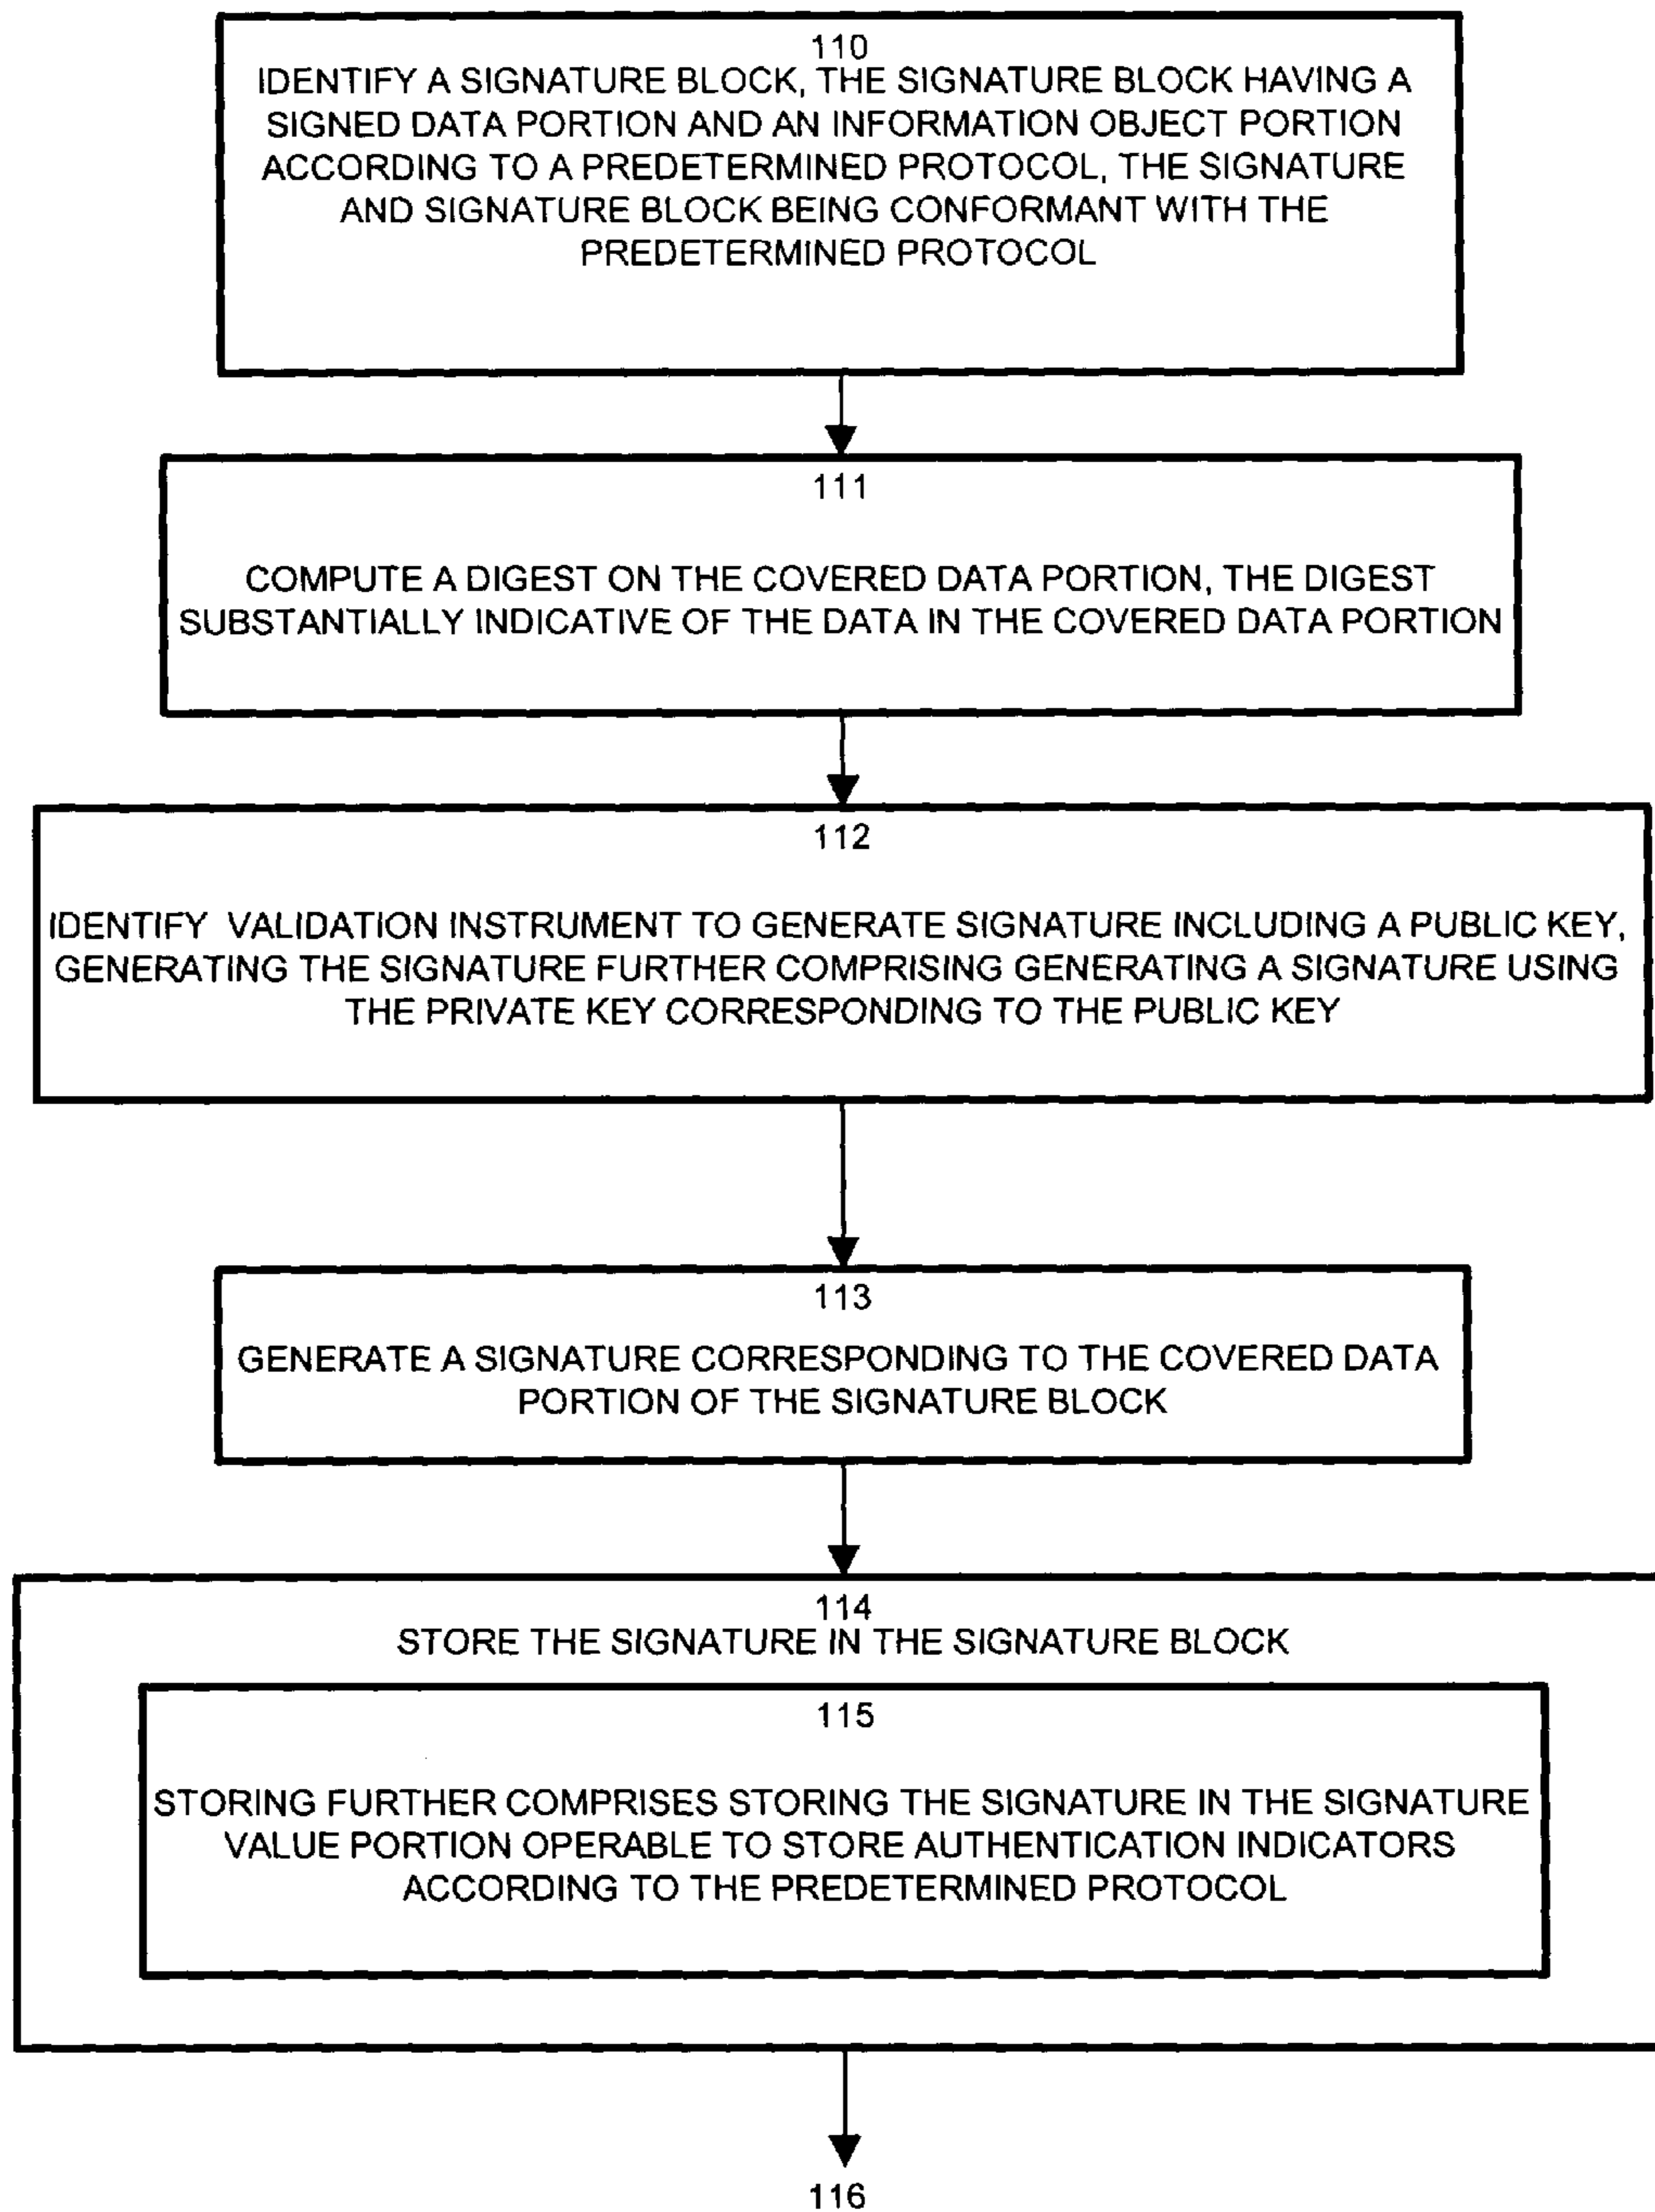 110
IDENTIFY A SIGNATURE BLOCK, THE SIGNATURE BLOCK HAVING A
SIGNED DATA PORTION AND AN INFORMATION OBJECT PORTION
ACCORDING TO A PREDETERMINED PROTOCOL, THE SIGNATURE
AND SIGNATURE BLOCK BEING CONFORMANT WITH THE
PREDETERMINED PROTOCOL
111
COMPUTE A DIGEST ON THE COVERED DATA PORTION, THE DIGEST
SUBSTANTIALLY INDICATIVE OF THE DATA IN THE COVERED DATA PORTION
112
IDENTIFY VALIDATION INSTRUMENT TO GENERATE SIGNATURE INCLUDING A PUBLIC KEY,
GENERATING THE SIGNATURE FURTHER COMPRISING GENERATING A SIGNATURE USING
THE PRIVATE KEY CORRESPONDING TO THE PUBLIC KEY
113
GENERATE A SIGNATURE CORRESPONDING TO THE COVERED DATA
PORTION OF THE SIGNATURE BLOCK
114
STORE THE SIGNATURE IN THE SIGNATURE BLOCK
115
STORING FURTHER COMPRISES STORING THE SIGNATURE IN THE SIGNATURE
VALUE PORTION OPERABLE TO STORE AUTHENTICATION INDICATORS
ACCORDING TO THE PREDETERMINED PROTOCOL
116